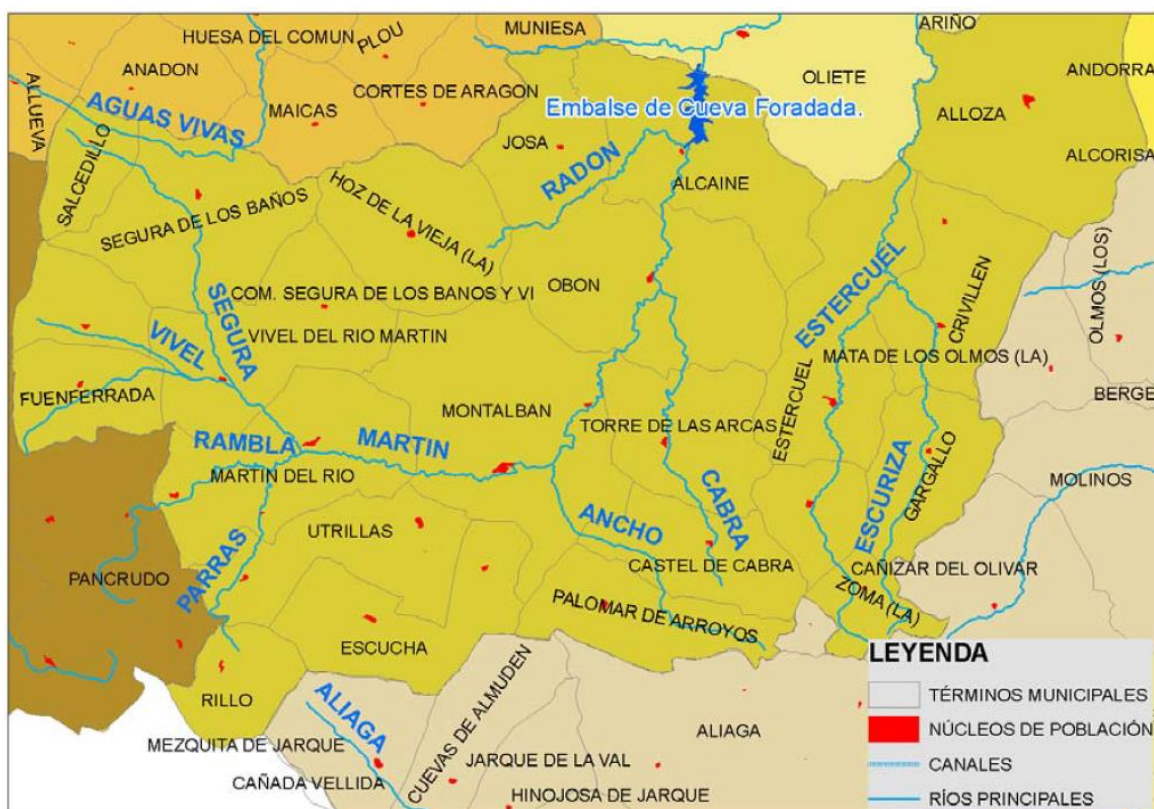 ARIÑO
HUESA DEL COMUN
PLOU
MUNIESA
ANADON
OLIETE
ANDORRA
ALLUEVA
CORTES DE ARAGON
AGUAS VIVAS
MAICAS
Embalse de Cueva Foradada.
ALLOZA
JOSA
ALCORISA
SALCEDILLO
RADON
ALCAINE
SEGURA DE LOS BAÑOS
HOZ DE LA VIEJA (LA)
OLMOS (LOS)
OBON
ESTERCUEL
COM. SEGURA DE LOS BANOS Y VI
SEGURA
CRIVILLEN
VIVEL
VIVEL DEL RIO MARTIN
MATA DE LOS OLMOS (LA)
FUENFERRADA
BERGE
MONTALBAN
ESTERCUEL
TORRE DE LAS ARCAS
RAMBLA
MARTIN
GARGALLO
MARTIN DEL RIO
MOLINOS
CABRA
ESCURIZA
ANCHO
UTRILLAS
PARRAS
CASTEL DE CABRA
CAÑIZAR DEL OLIVAR
PANCRUDO
ZOMA (LA)
PALOMAR DE ARROYOS
ESCUCHA
LEYENDA
RILLO
TÉRMINOS MUNICIPALES
ALIAGA
CUEVAS DE ALMUDEN
ALIAGA
NÚCLEOS DE POBLACIÓN
MEZQUITA DE JARQUE
JARQUE DE LA VAL
CANALES
CAÑADA VELLIDA
HINOJOSA DE JARQUE
RÍOS PRINCIPALES